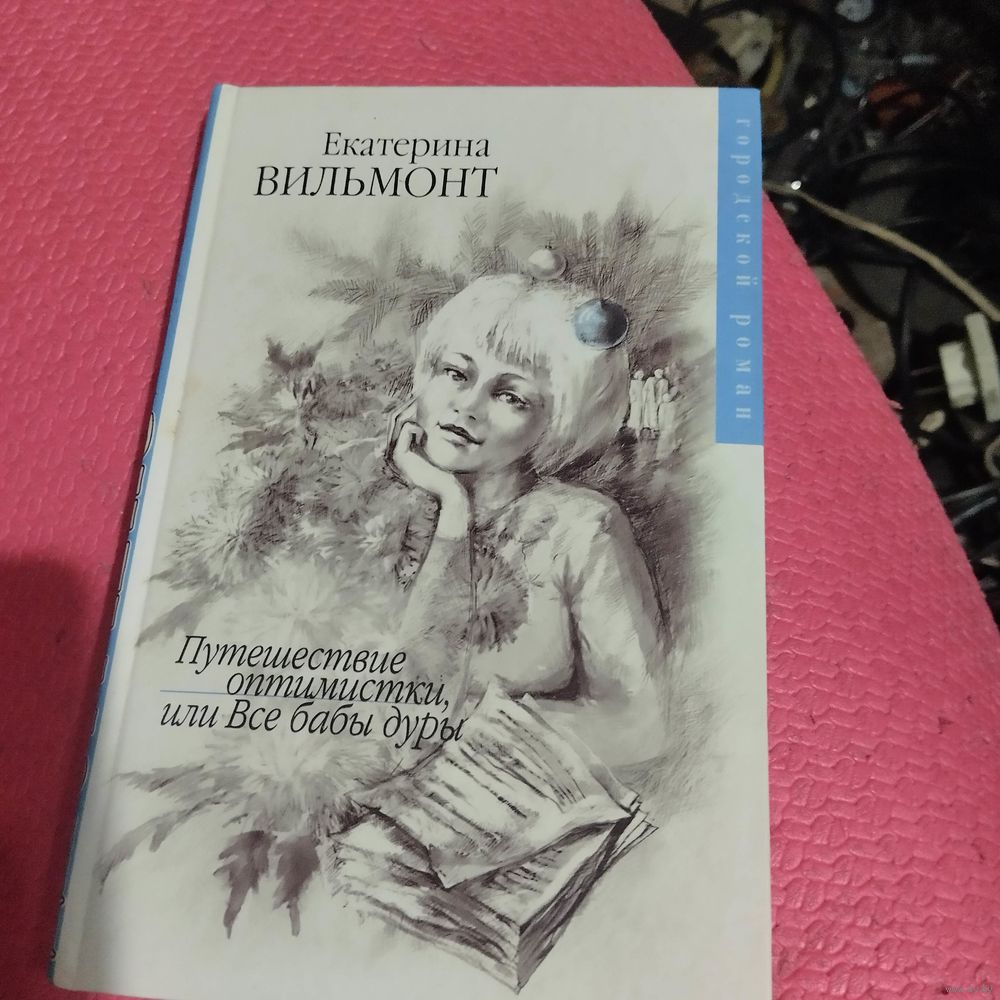 Екатерина
ВИЛЬМОНТ
городской роман
Путешествие
оптимистки,
или Все бабы дуры